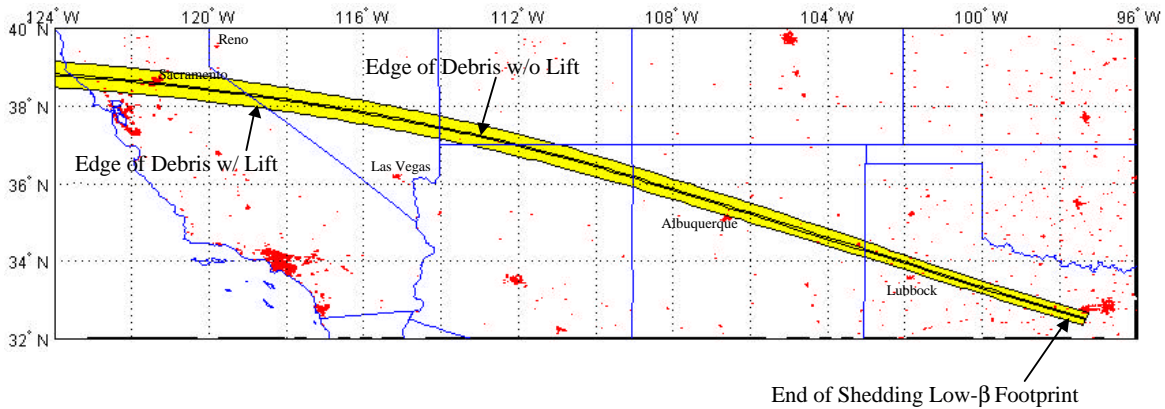 124° W 120° W 116° W 112° W 108° W 104° W 100° W 96° W
40° N
Reno
Edge of Debris w/o Lift
Sacramento
38° N
Edge of Debris w/ Lift
Las Vegas
36° N
Albuquerque
34° N
Lubbock
32° N
End of Shedding Low-β Footprint